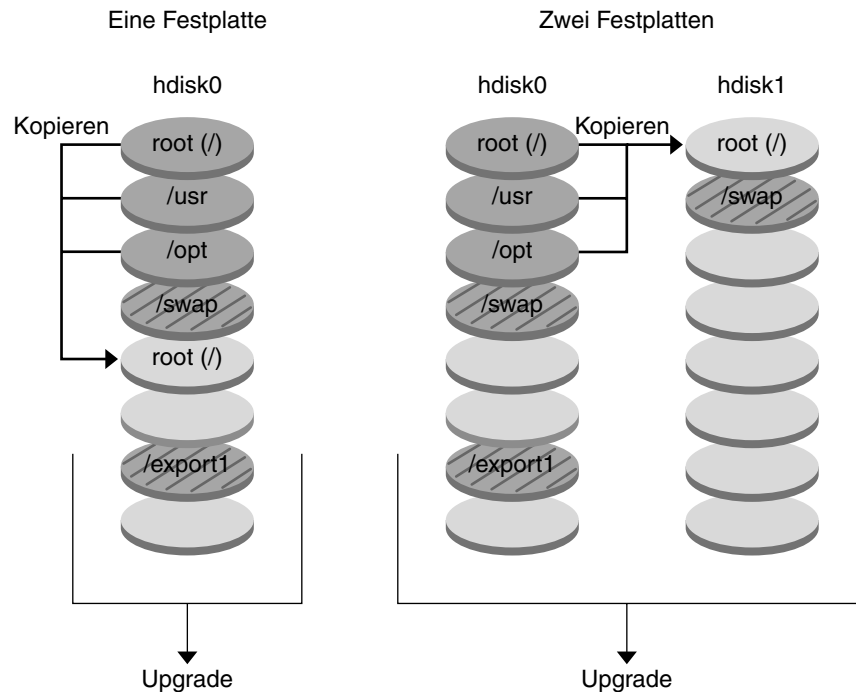 Eine Festplatte
hdisk0
Kopieren
root (/)
/usr
/opt
/swap
root (/)
/export1
Upgrade
Zwei Festplatten
hdisk0
hdisk1
Kopieren
root (/)
/usr
/opt
/swap
/export1
root (/)
/swap
Upgrade